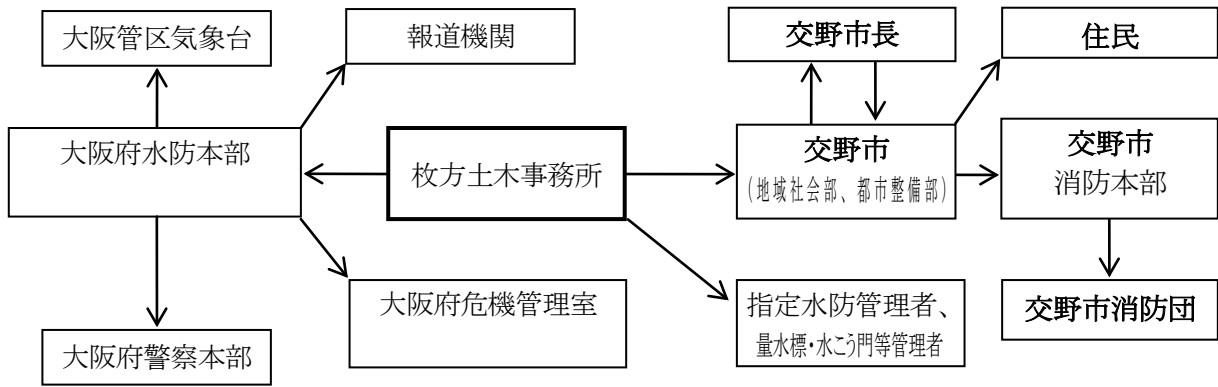 大阪管区気象台
報道機関
交野市長
住民
大阪府水防本部
枚方土木事務所
交野市
(地域社会部、都市整備部)
交野市
消防本部
大阪府危機管理室
指定水防管理者、
量水標・水こう門等管理者
交野市消防団
大阪府警察本部